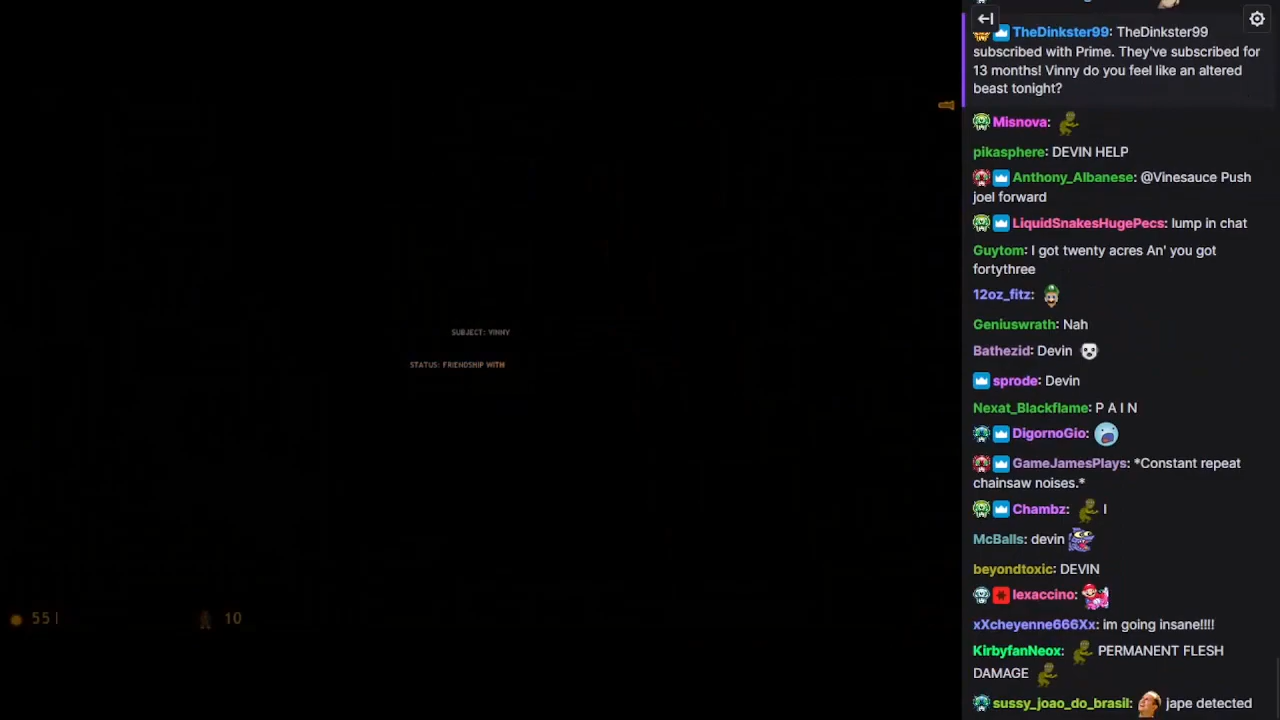 SUBJECT: VINNY
STATUS: FRIENDSHIP WITH
55 |
10
TheDinkster99: TheDinkster99
subscribed with Prime. They've subscribed for
13 months! Vinny do you feel like an altered
beast tonight?
Misnova:
pikasphere: DEVIN HELP
Anthony_Albanese: @Vinesauce Push
joel forward
LiquidSnakesHugePecs: lump in chat
Guytom: I got twenty acres An' you got
fortythree
12oz_fitz:
Geniuswrath: Nah
Bathezid: Devin
sprode: Devin
Nexat_Blackflame: P A I N
DigornoGio:
GameJamesPlays: *Constant repeat
chainsaw noises.*
Chambz: I
McBalls: devin
beyondtoxic: DEVIN
lexaccino:
xXcheyenne666Xx: im going insane!!!!
KirbyfanNeox: PERMANENT FLESH
DAMAGE
sussy_joao_do_brasil: jape detected